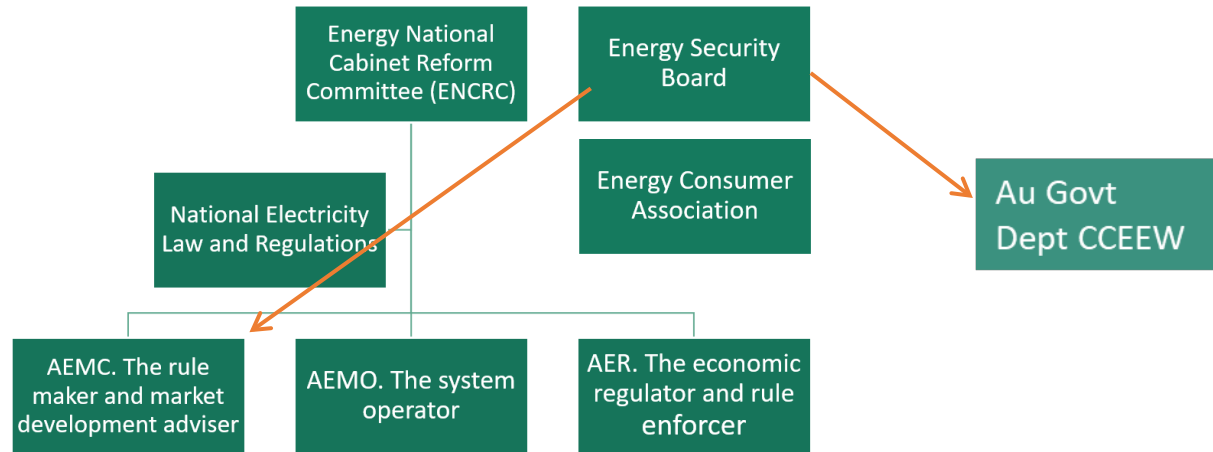 Energy National
Cabinet Reform
Committee (ENCRC)
Energy Security
Board
National Electricity
Law and Regulations
Energy Consumer
Association
Au Govt
Dept CCEEW
AEMC. The rule
maker and market
development adviser
AEMO. The system
operator
AER. The economic
regulator and rule
enforcer